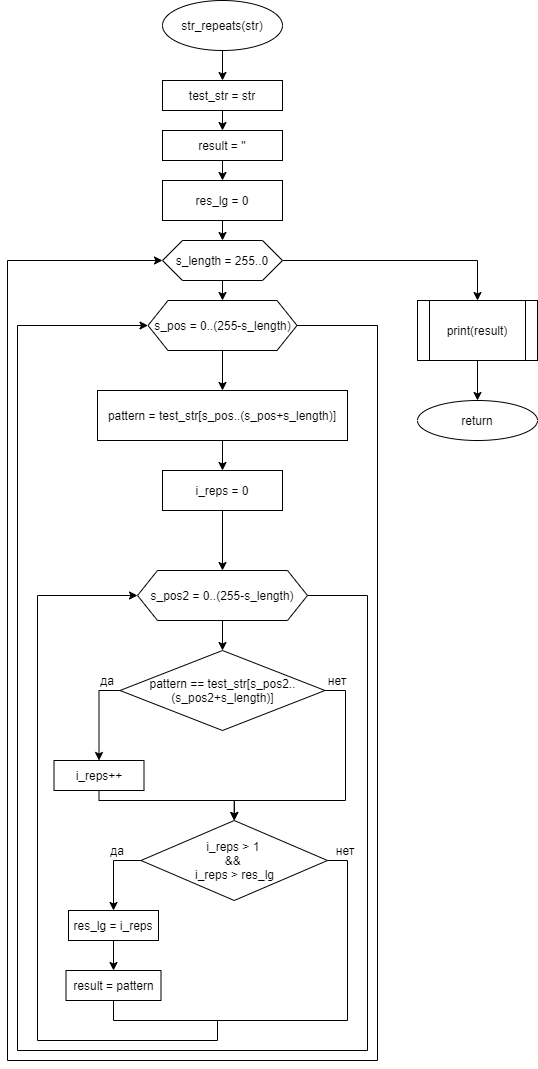 str_repeats(str)
test_str = str
result = ''
res_lg = 0
s_length = 255..0
s_pos = 0..(255-s_length)
print(result)
pattern = test_str[s_pos..(s_pos+s_length)]
return
i_reps = 0
s_pos2 = 0..(255-s_length)
да
pattern == test_str[s_pos2..
(s_pos2+s_length)]
нет
i_reps++
да
i_reps > 1
&&
i_reps > res_lg
нет
res_lg = i_reps
result = pattern